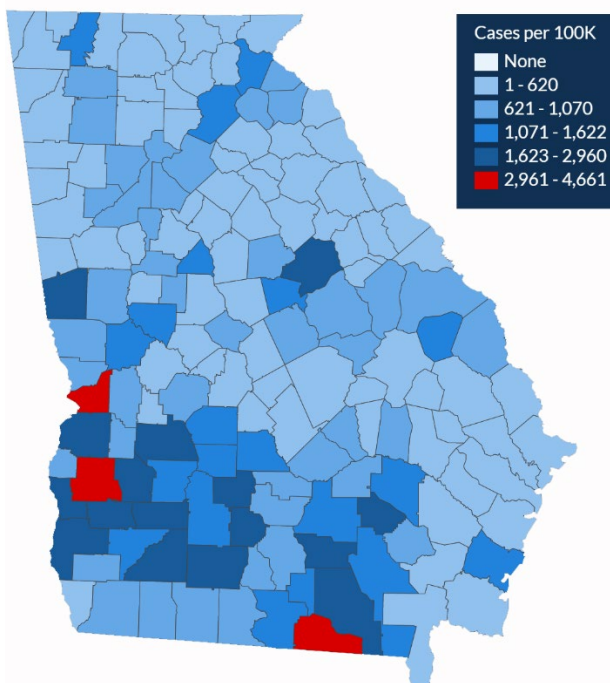 Cases per 100K
None
1 - 620
621 - 1,070
1,071 - 1,622
1,623 - 2,960
2,961 - 4,661